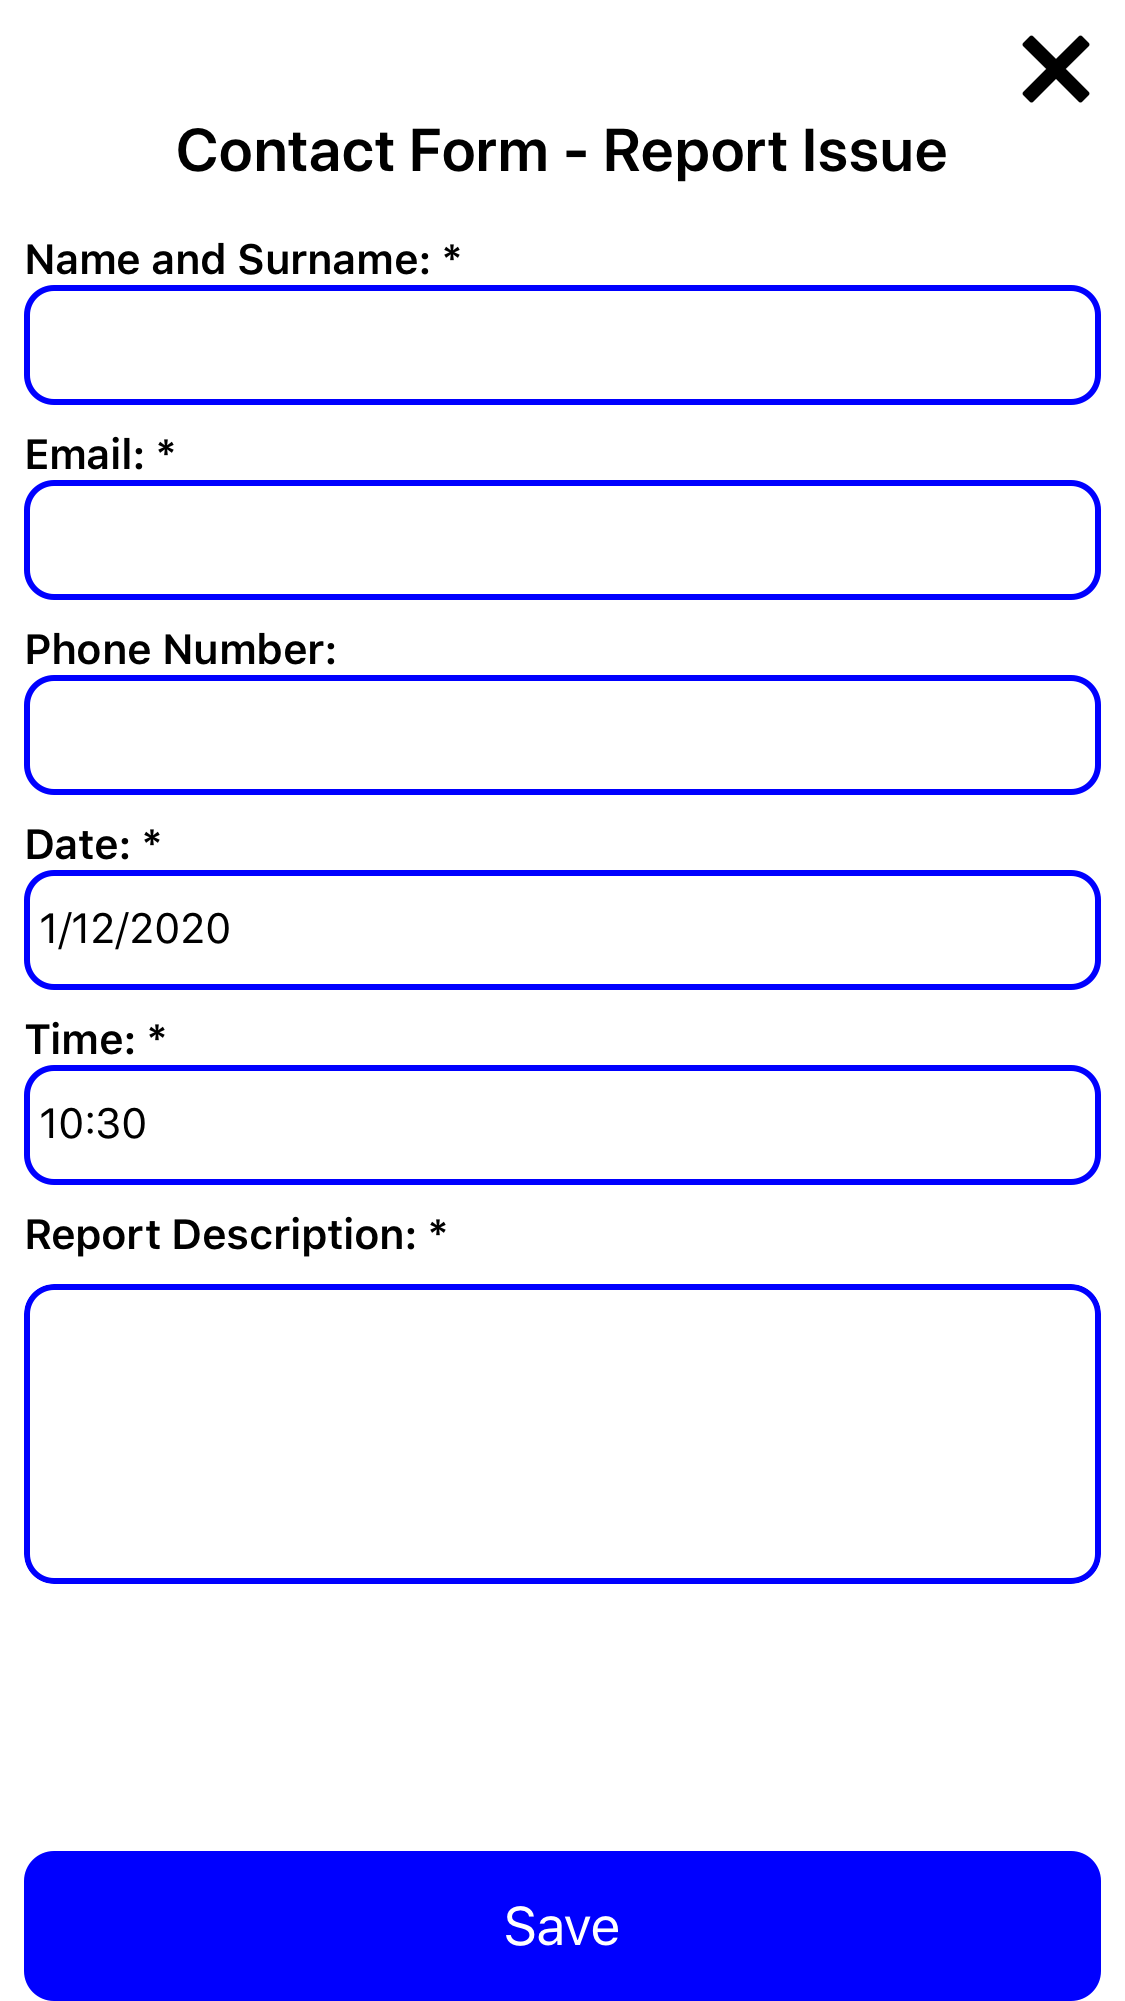 Contact Form - Report Issue
Name and Surname: *
Email: *
Phone Number:
Date: *
1/12/2020
Time: *
10:30
Report Description: *
Save